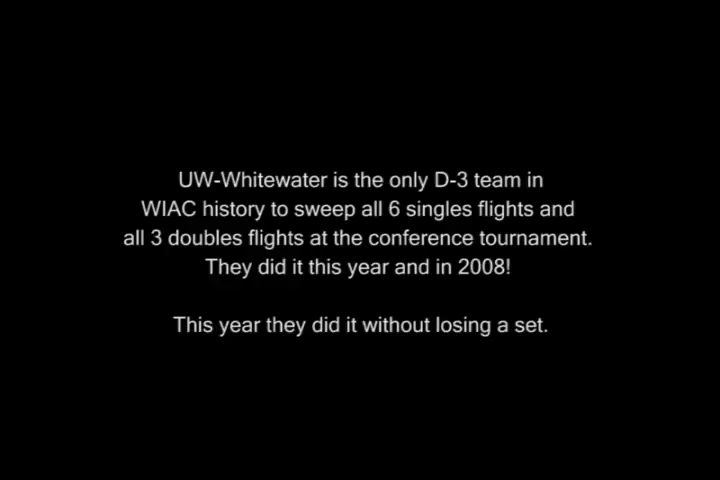 UW-Whitewater is the only D-3 team in
WIAC history to sweep all 6 singles flights and
all 3 doubles flights at the conference tournament.
They did it this year and in 2008!
This year they did it without losing a set.